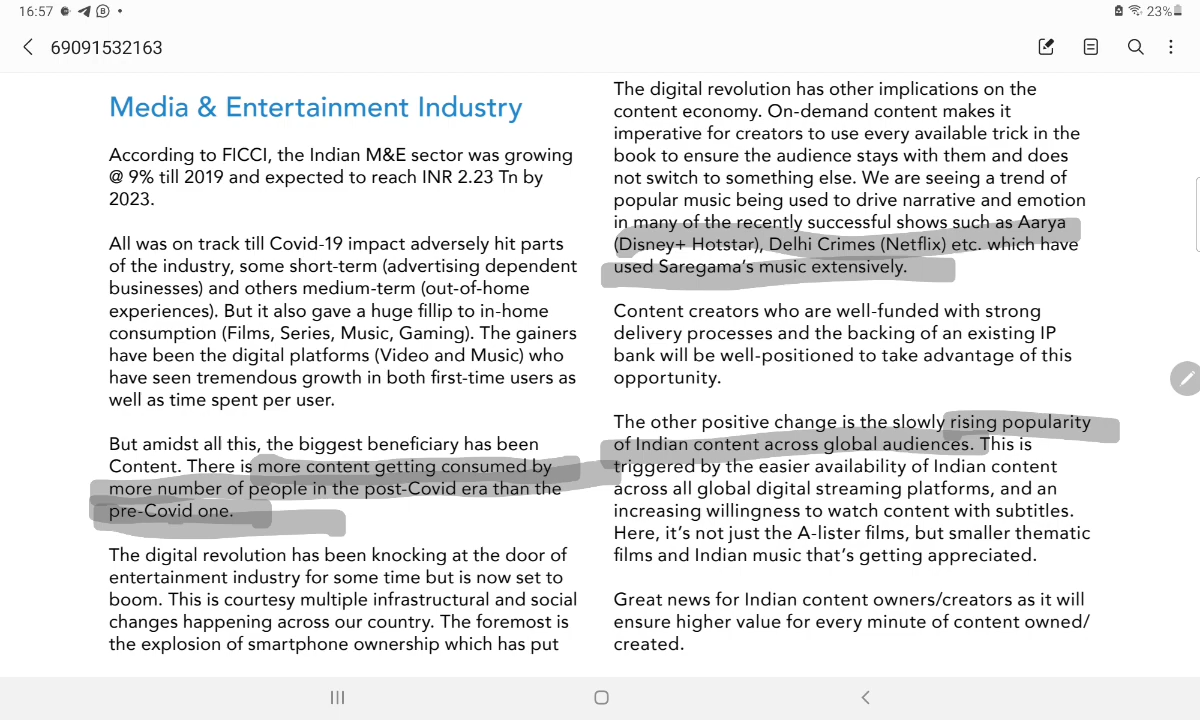 16:57
23%
69091532163
Media & Entertainment Industry
According to FICCI, the Indian M&E sector was growing
@ 9% till 2019 and expected to reach INR 2.23 Tn by
2023.
All was on track till Covid-19 impact adversely hit parts
of the industry, some short-term (advertising dependent
businesses) and others medium-term (out-of-home
experiences). But it also gave a huge fillip to in-home
consumption (Films, Series, Music, Gaming). The gainers
have been the digital platforms (Video and Music) who
have seen tremendous growth in both first-time users as
well as time spent per user.
But amidst all this, the biggest beneficiary has been
Content. There is more content getting consumed by
more number of people in the post-Covid era than the
pre-Covid one.
The digital revolution has been knocking at the door of
entertainment industry for some time but is now set to
boom. This is courtesy multiple infrastructural and social
changes happening across our country. The foremost is
the explosion of smartphone ownership which has put
The digital revolution has other implications on the
content economy. On-demand content makes it
imperative for creators to use every available trick in the
book to ensure the audience stays with them and does
not switch to something else. We are seeing a trend of
popular music being used to drive narrative and emotion
in many of the recently successful shows such as Aarya
(Disney+ Hotstar), Delhi Crimes (Netflix) etc. which have
used Saregama's music extensively.
Content creators who are well-funded with strong
delivery processes and the backing of an existing IP
bank will be well-positioned to take advantage of this
opportunity.
The other positive change is the slowly rising popularity
of Indian content across global audiences. This is
triggered by the easier availability of Indian content
across all global digital streaming platforms, and an
increasing willingness to watch content with subtitles.
Here, it's not just the A-lister films, but smaller thematic
films and Indian music that's getting appreciated.
Great news for Indian content owners/creators as it will
ensure higher value for every minute of content owned/
created.